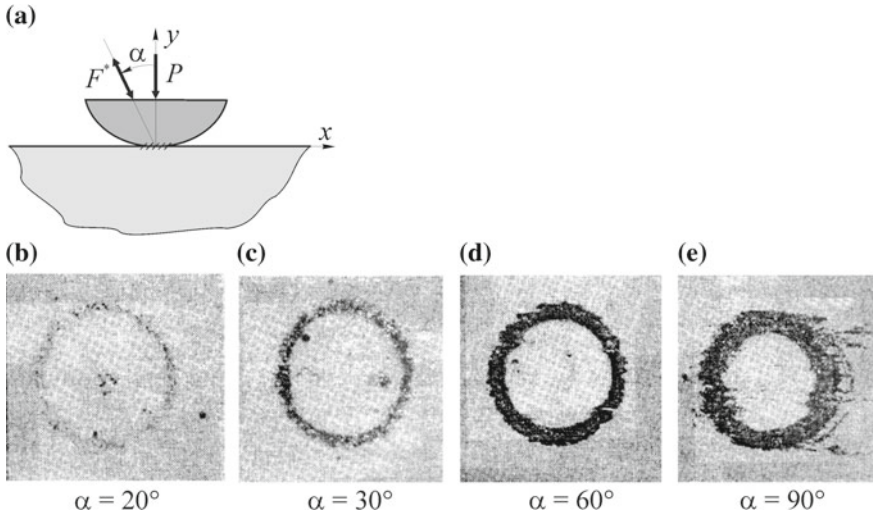 (a)
y
α
F* P
x
(b) (c) (d) (e)
α = 20° α = 30° α = 60° α = 90°